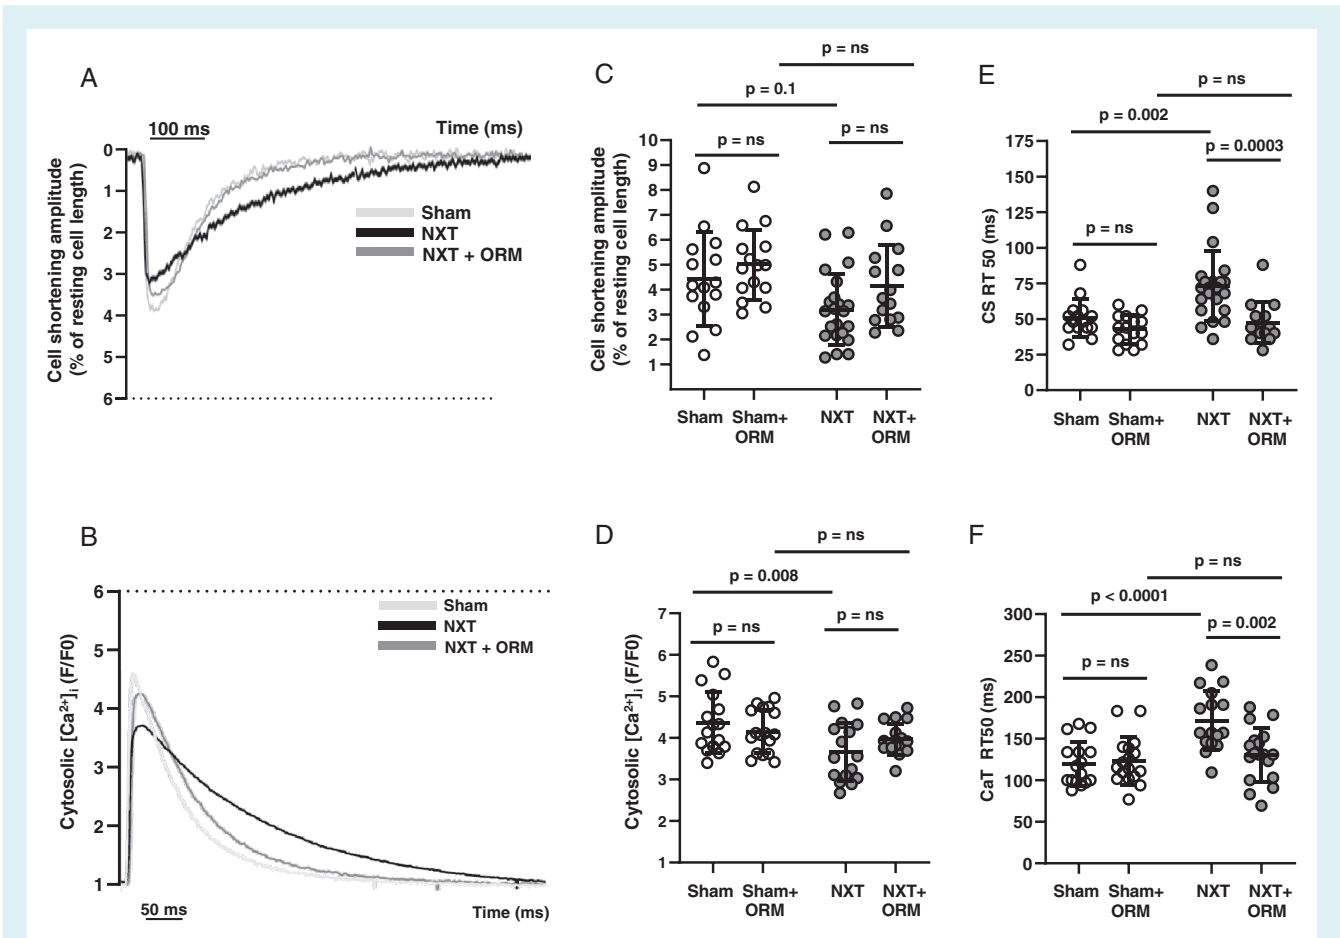 A
100 ms
Time (ms)
0
1
2
3
4
5
6
Cell shortening amplitude
(% of resting cell length)
Sham
NXT
NXT + ORM
C
p = ns
p = 0.1
p = ns
p = ns
10
9
8
7
6
5
4
3
2
1
Cell shortening amplitude
(% of resting cell length)
Sham
Sham+
ORM
NXT
NXT+
ORM
E
p = ns
p = 0.002
p = 0.0003
p = ns
175
150
125
100
75
50
25
0
CS RT 50 (ms)
Sham
Sham+
ORM
NXT
NXT+
ORM
B
6
5
4
3
2
1
Cytosolic [Ca²⁺]ᵢ (F/F0)
Sham
NXT
NXT + ORM
50 ms
Time (ms)
D
p = ns
p = 0.008
p = ns
p = ns
7
6
5
4
3
2
1
Cytosolic [Ca²⁺]ᵢ (F/F0)
Sham
Sham+
ORM
NXT
NXT+
ORM
F
p = ns
p < 0.0001
p = 0.002
p = ns
300
250
200
150
100
50
0
CaT RT50 (ms)
Sham
Sham+
ORM
NXT
NXT+
ORM